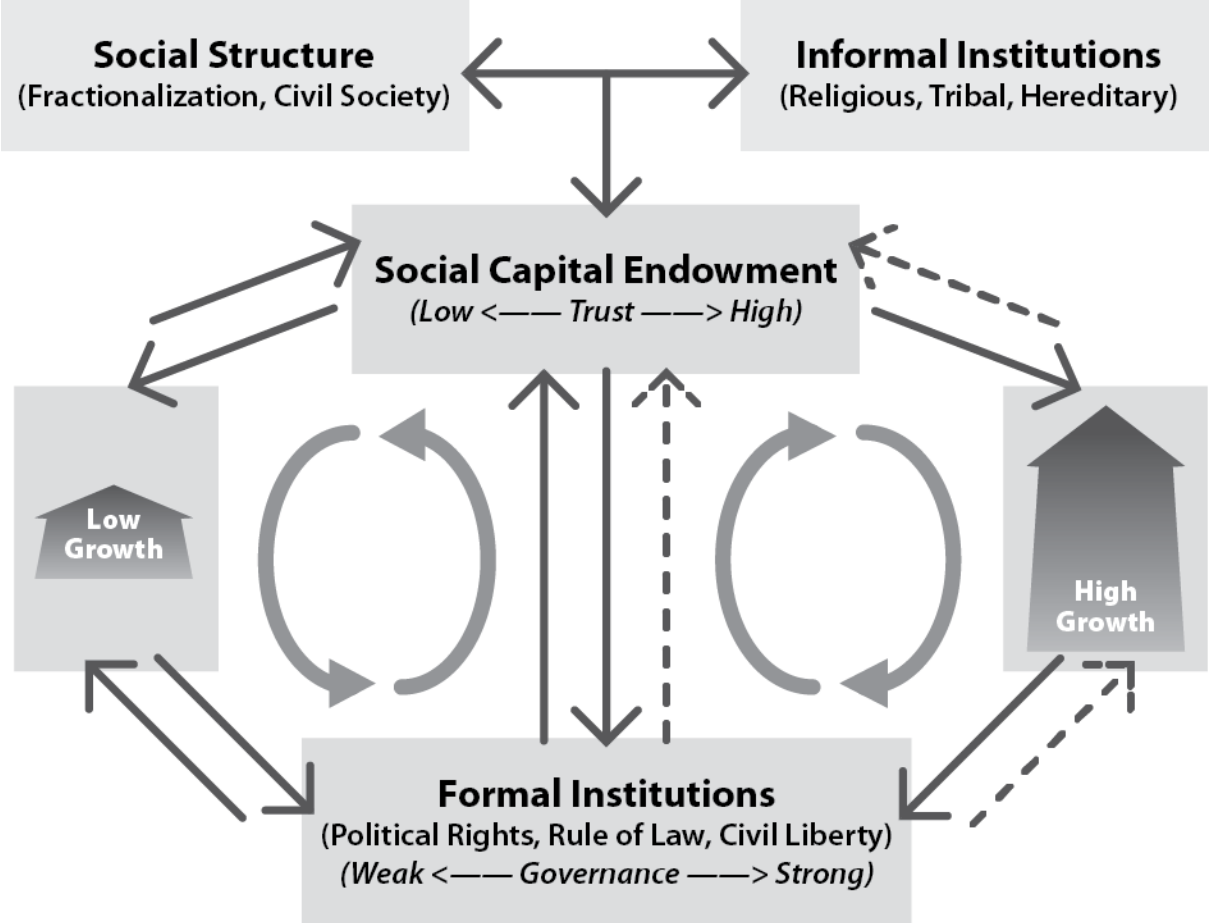 Social Structure
(Fractionalization, Civil Society)
Informal Institutions
(Religious, Tribal, Hereditary)
Social Capital Endowment
(Low <—— Trust ——> High)
Low
Growth
High
Growth
Formal Institutions
(Political Rights, Rule of Law, Civil Liberty)
(Weak <—— Governance ——> Strong)